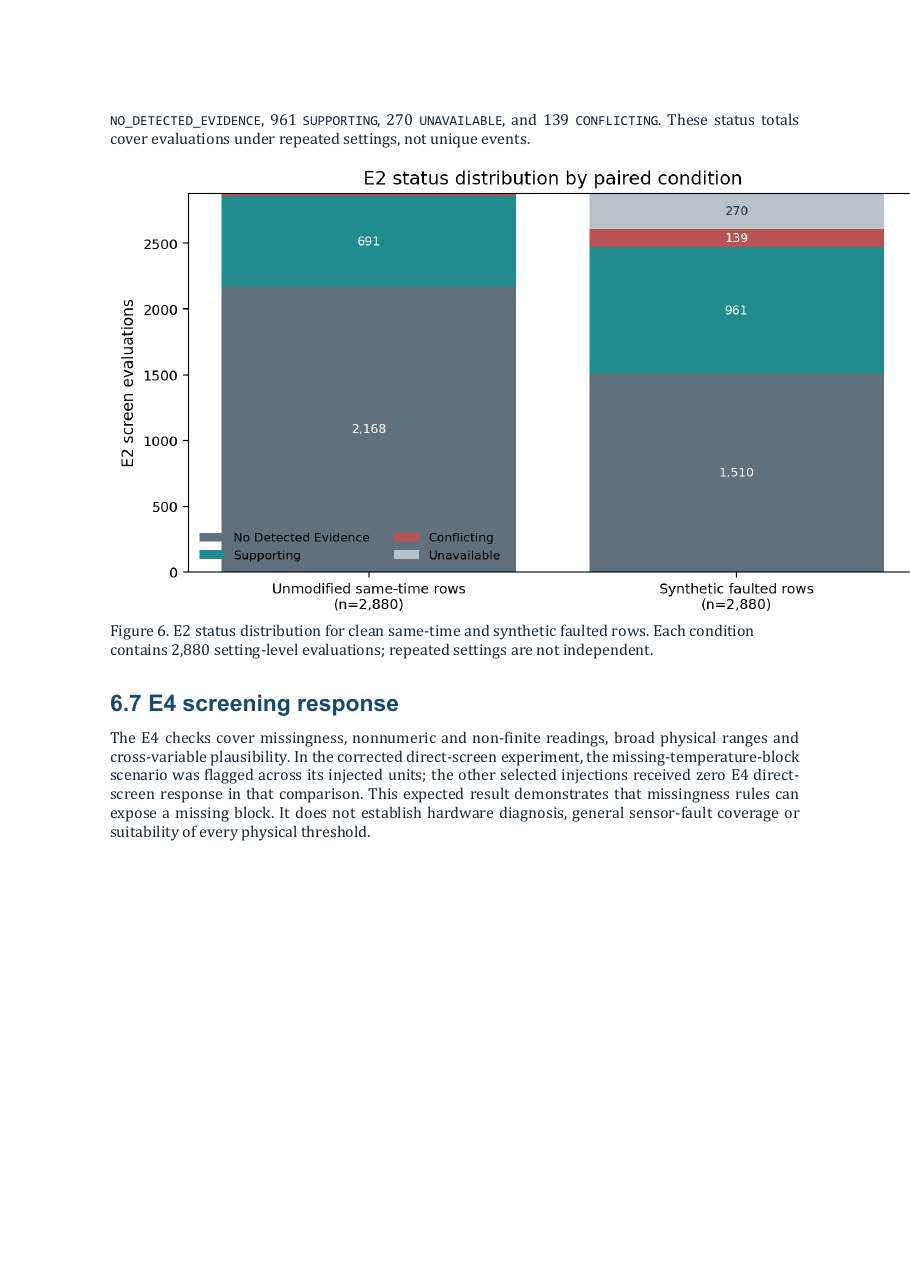 NO_DETECTED_EVIDENCE, 961 SUPPORTING, 270 UNAVAILABLE, and 139 CONFLICTING. These status totals
cover evaluations under repeated settings, not unique events.
E2 status distribution by paired condition
E2 screen evaluations
2500
2000
1500
1000
500
0
691
2,168
270
139
961
1,510
No Detected Evidence
Supporting
Conflicting
Unavailable
Unmodified same-time rows
(n=2,880)
Synthetic faulted rows
(n=2,880)
Figure 6. E2 status distribution for clean same-time and synthetic faulted rows. Each condition
contains 2,880 setting-level evaluations; repeated settings are not independent.
6.7 E4 screening response
The E4 checks cover missingness, nonnumeric and non-finite readings, broad physical ranges and
cross-variable plausibility. In the corrected direct-screen experiment, the missing-temperature-block
scenario was flagged across its injected units; the other selected injections received zero E4 direct-
screen response in that comparison. This expected result demonstrates that missingness rules can
expose a missing block. It does not establish hardware diagnosis, general sensor-fault coverage or
suitability of every physical threshold.